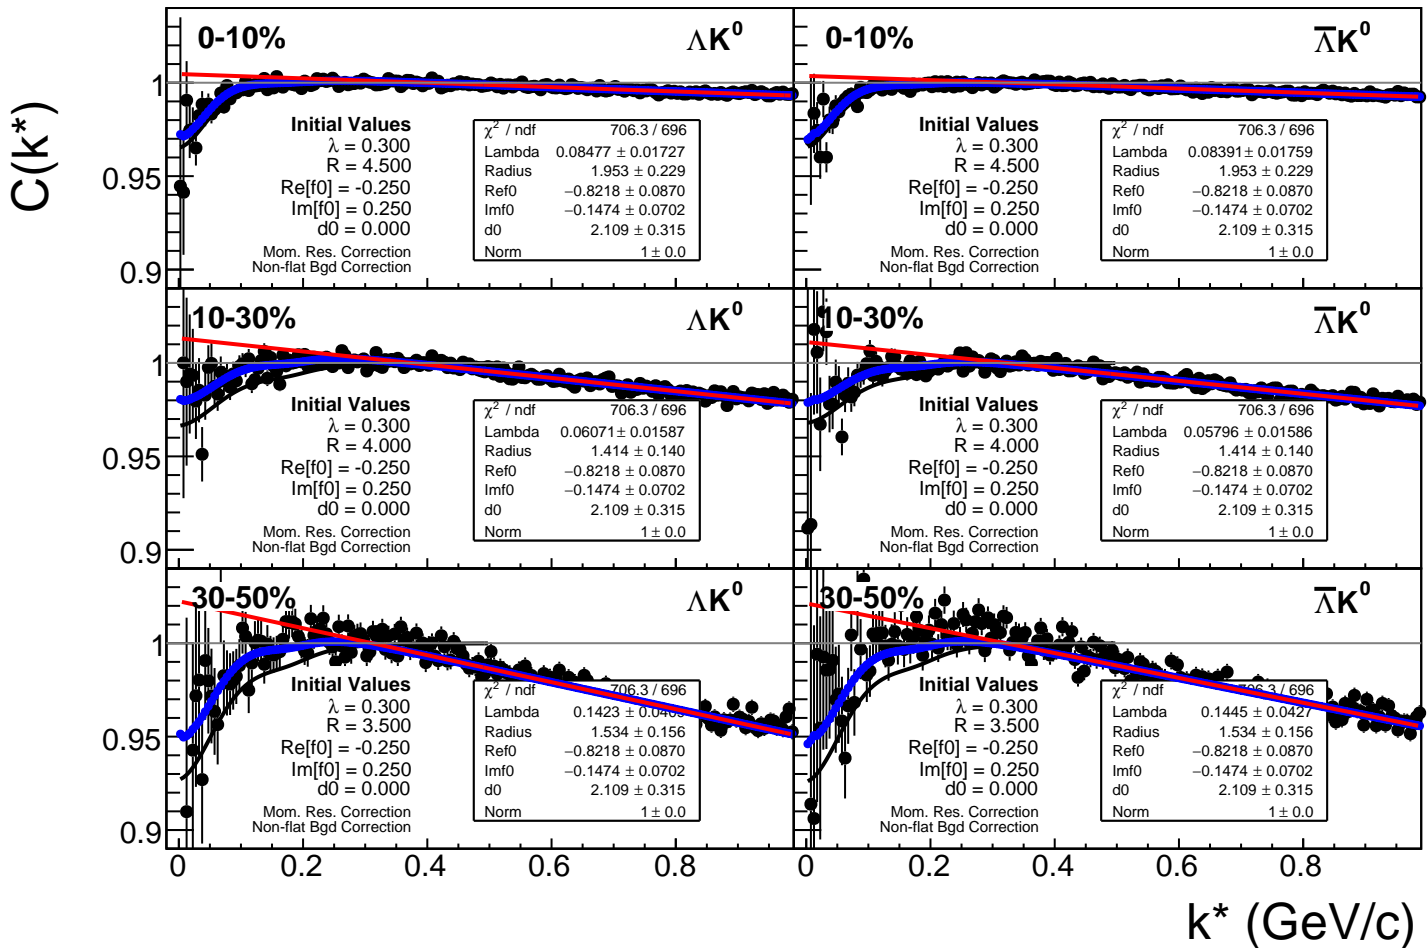 C(k*)
0-10%
ΛK⁰
1
0.95
0.9
Initial Values
λ = 0.300
R = 4.500
Re[f0] = -0.250
Im[f0] = 0.250
d0 = 0.000
Mom. Res. Correction
Non-flat Bgd Correction
χ² / ndf 706.3 / 696
Lambda 0.08477 ± 0.01727
Radius 1.953 ± 0.229
Ref0 −0.8218 ± 0.0870
Imf0 −0.1474 ± 0.0702
d0 2.109 ± 0.315
Norm 1 ± 0.0
0-10%
Λ̅K⁰
Initial Values
λ = 0.300
R = 4.500
Re[f0] = -0.250
Im[f0] = 0.250
d0 = 0.000
Mom. Res. Correction
Non-flat Bgd Correction
χ² / ndf 706.3 / 696
Lambda 0.08391 ± 0.01759
Radius 1.953 ± 0.229
Ref0 −0.8218 ± 0.0870
Imf0 −0.1474 ± 0.0702
d0 2.109 ± 0.315
Norm 1 ± 0.0
10-30%
ΛK⁰
1
0.95
0.9
Initial Values
λ = 0.300
R = 4.000
Re[f0] = -0.250
Im[f0] = 0.250
d0 = 0.000
Mom. Res. Correction
Non-flat Bgd Correction
χ² / ndf 706.3 / 696
Lambda 0.06071 ± 0.01587
Radius 1.414 ± 0.140
Ref0 −0.8218 ± 0.0870
Imf0 −0.1474 ± 0.0702
d0 2.109 ± 0.315
Norm 1 ± 0.0
10-30%
Λ̅K⁰
Initial Values
λ = 0.300
R = 4.000
Re[f0] = -0.250
Im[f0] = 0.250
d0 = 0.000
Mom. Res. Correction
Non-flat Bgd Correction
χ² / ndf 706.3 / 696
Lambda 0.05796 ± 0.01586
Radius 1.414 ± 0.140
Ref0 −0.8218 ± 0.0870
Imf0 −0.1474 ± 0.0702
d0 2.109 ± 0.315
Norm 1 ± 0.0
30-50%
ΛK⁰
1
0.95
0.9
Initial Values
λ = 0.300
R = 3.500
Re[f0] = -0.250
Im[f0] = 0.250
d0 = 0.000
Mom. Res. Correction
Non-flat Bgd Correction
χ² / ndf 706.3 / 696
Lambda 0.1423 ±
Radius 1.534 ± 0.156
Ref0 −0.8218 ± 0.0870
Imf0 −0.1474 ± 0.0702
d0 2.109 ± 0.315
Norm 1 ± 0.0
30-50%
Λ̅K⁰
Initial Values
λ = 0.300
R = 3.500
Re[f0] = -0.250
Im[f0] = 0.250
d0 = 0.000
Mom. Res. Correction
Non-flat Bgd Correction
χ² / ndf 706.3 / 696
Lambda 0.1445 ± 0.0427
Radius 1.534 ± 0.156
Ref0 −0.8218 ± 0.0870
Imf0 −0.1474 ± 0.0702
d0 2.109 ± 0.315
Norm 1 ± 0.0
0 0.2 0.4 0.6 0.8
0 0.2 0.4 0.6 0.8
k* (GeV/c)